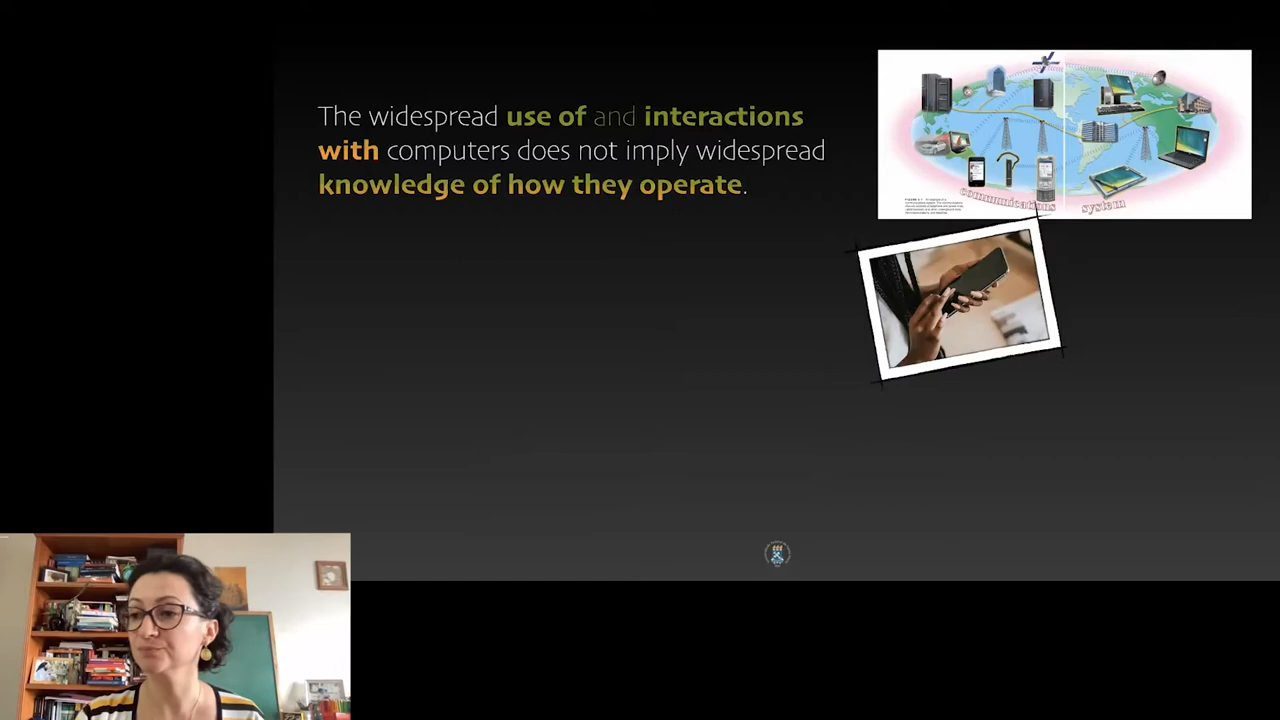 The widespread use of and interactions
with computers does not imply widespread
knowledge of how they operate.
communications system